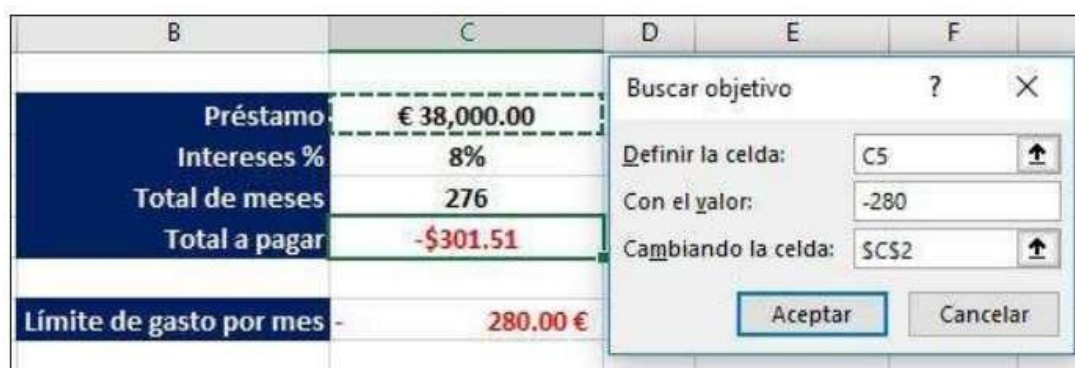 B C D E F
Préstamo € 38,000.00
Intereses % 8%
Total de meses 276
Total a pagar -$301.51
Límite de gasto por mes - 280.00 €
Buscar objetivo ? ×
Definir la celda: C5
Con el valor: -280
Cambiando la celda: $C$2
Aceptar Cancelar